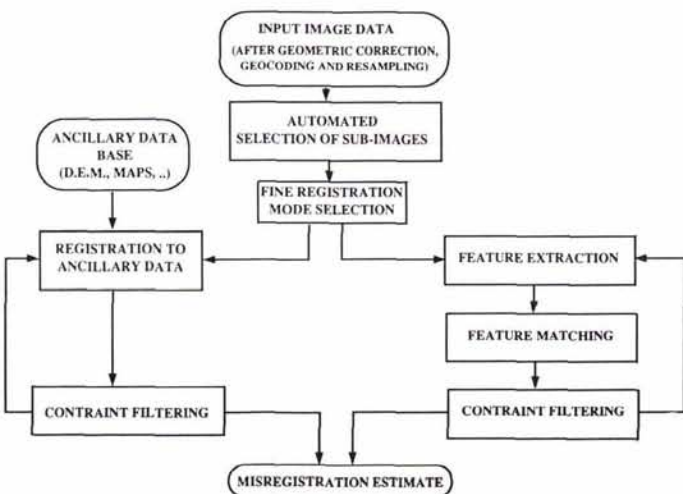 INPUT IMAGE DATA
(AFTER GEOMETRIC CORRECTION,
GEOCODING AND RESAMPLING)
AUTOMATED
SELECTION OF SUB-IMAGES
ANCILLARY DATA
BASE
(D.E.M., MAPS, ..)
FINE REGISTRATION
MODE SELECTION
REGISTRATION TO
ANCILLARY DATA
FEATURE EXTRACTION
FEATURE MATCHING
CONTRAINT FILTERING
CONTRAINT FILTERING
MISREGISTRATION ESTIMATE